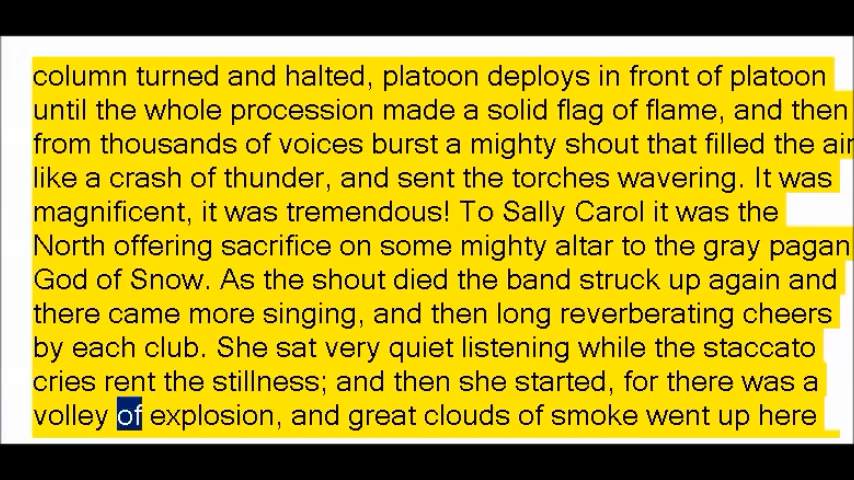 column turned and halted, platoon deploys in front of platoon
until the whole procession made a solid flag of flame, and then
from thousands of voices burst a mighty shout that filled the air
like a crash of thunder, and sent the torches wavering. It was
magnificent, it was tremendous! To Sally Carol it was the
North offering sacrifice on some mighty altar to the gray pagan
God of Snow. As the shout died the band struck up again and
there came more singing, and then long reverberating cheers
by each club. She sat very quiet listening while the staccato
cries rent the stillness; and then she started, for there was a
volley of explosion, and great clouds of smoke went up here